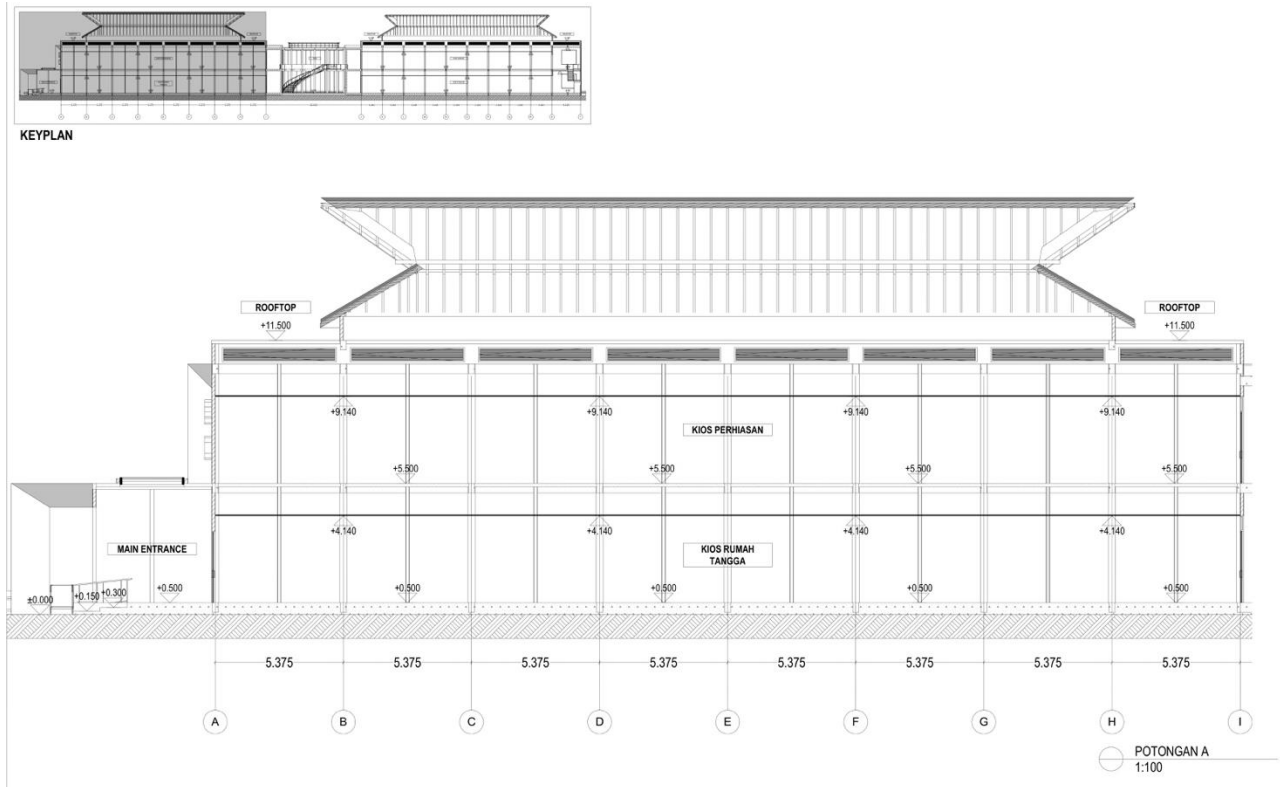 KEYPLAN
ROOFTOP
+11.500
ROOFTOP
+11.500
+9.140 +9.140 +9.140 +9.140
KIOS PERHIASAN
+5.500 +5.500 +5.500 +5.500
+4.140 +4.140 +4.140 +4.140
MAIN ENTRANCE
KIOS RUMAH
TANGGA
±0.000 +0.150 +0.300 +0.500 +0.500 +0.500 +0.500 +0.500
5.375 5.375 5.375 5.375 5.375 5.375 5.375 5.375
A B C D E F G H I
POTONGAN A
1:100